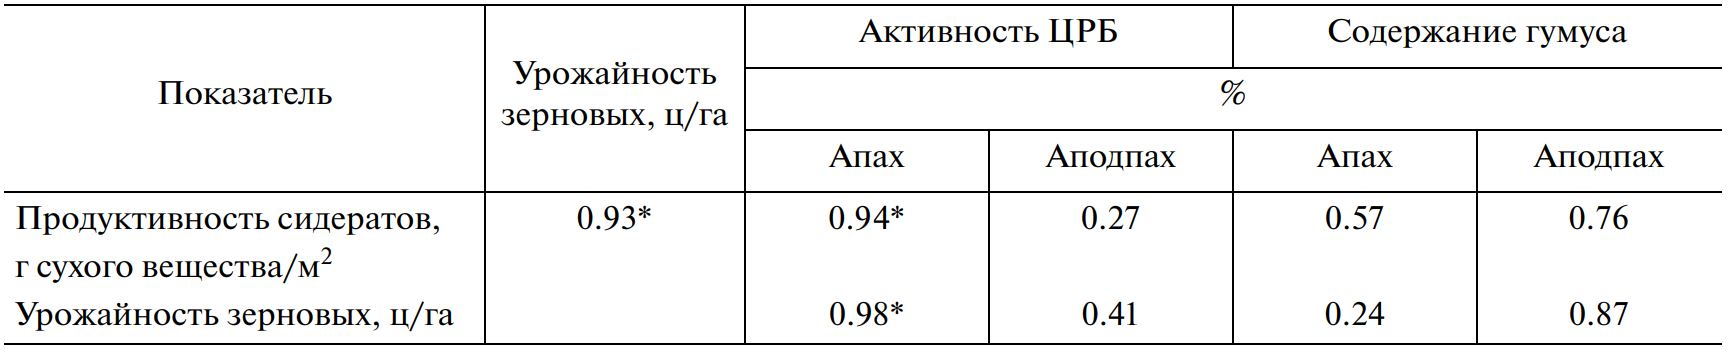 Показатель
Урожайность
зерновых, ц/га
Активность ЦРБ
Содержание гумуса
%
Апах
Аподпах
Апах
Аподпах
Продуктивность сидератов,
г сухого вещества/м²
0.93*
0.94*
0.27
0.57
0.76
Урожайность зерновых, ц/га
0.98*
0.41
0.24
0.87